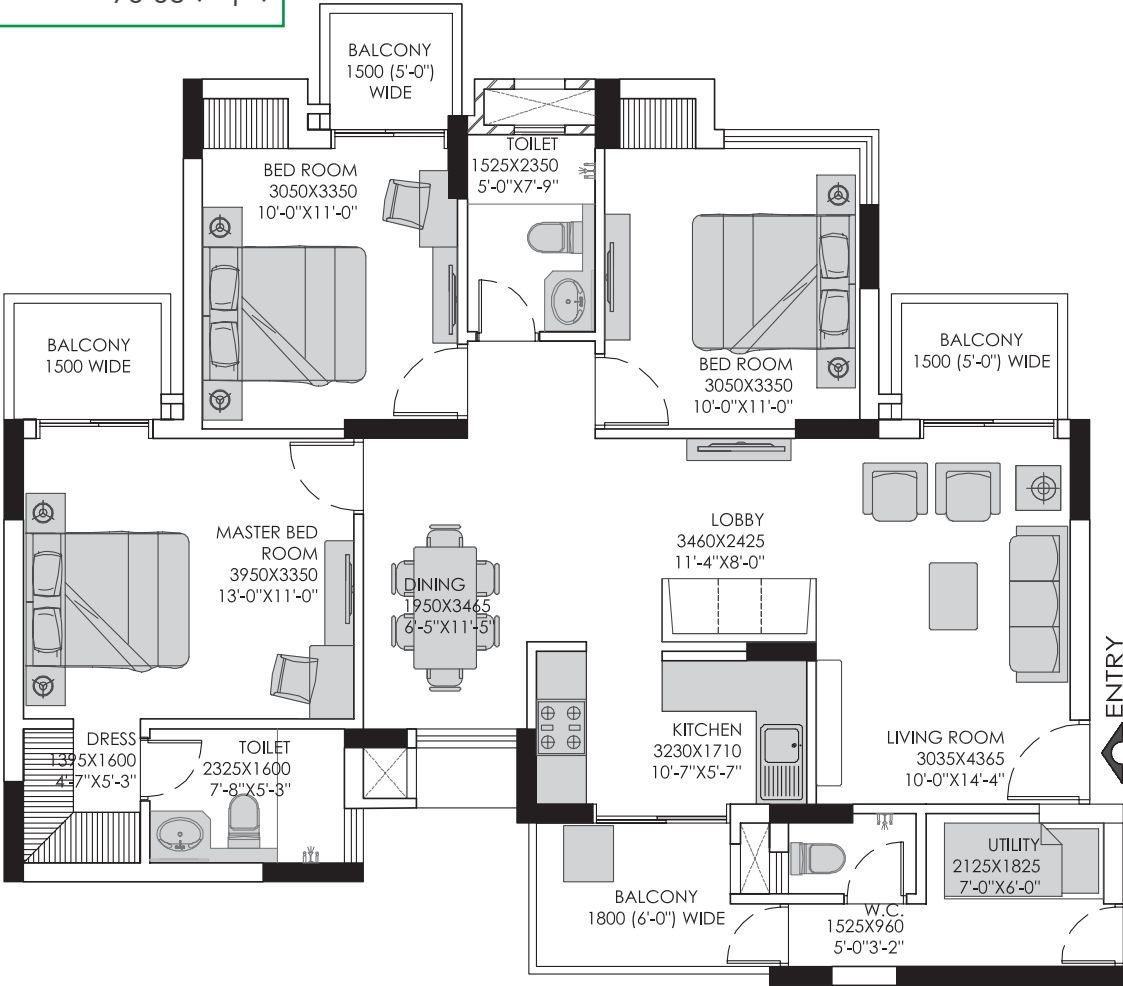 BALCONY
1500 (5'-0")
WIDE
TOILET
1525X2350
5'-0"X7'-9"
BED ROOM
3050X3350
10'-0"X11'-0"
BALCONY
1500 WIDE
BED ROOM
3050X3350
10'-0"X11'-0"
BALCONY
1500 (5'-0") WIDE
MASTER BED
ROOM
3950X3350
13'-0"X11'-0"
DINING
1950X3465
6'-5"X11'-5"
LOBBY
3460X2425
11'-4"X8'-0"
ENTRY
DRESS
1395X1600
4'-7"X5'-3"
TOILET
2325X1600
7'-8"X5'-3"
KITCHEN
3230X1710
10'-7"X5'-7"
LIVING ROOM
3035X4365
10'-0"X14'-4"
BALCONY
1800 (6'-0") WIDE
W.C.
1525X960
5'-0'3'-2"
UTILITY
2125X1825
7'-0"X6'-0"